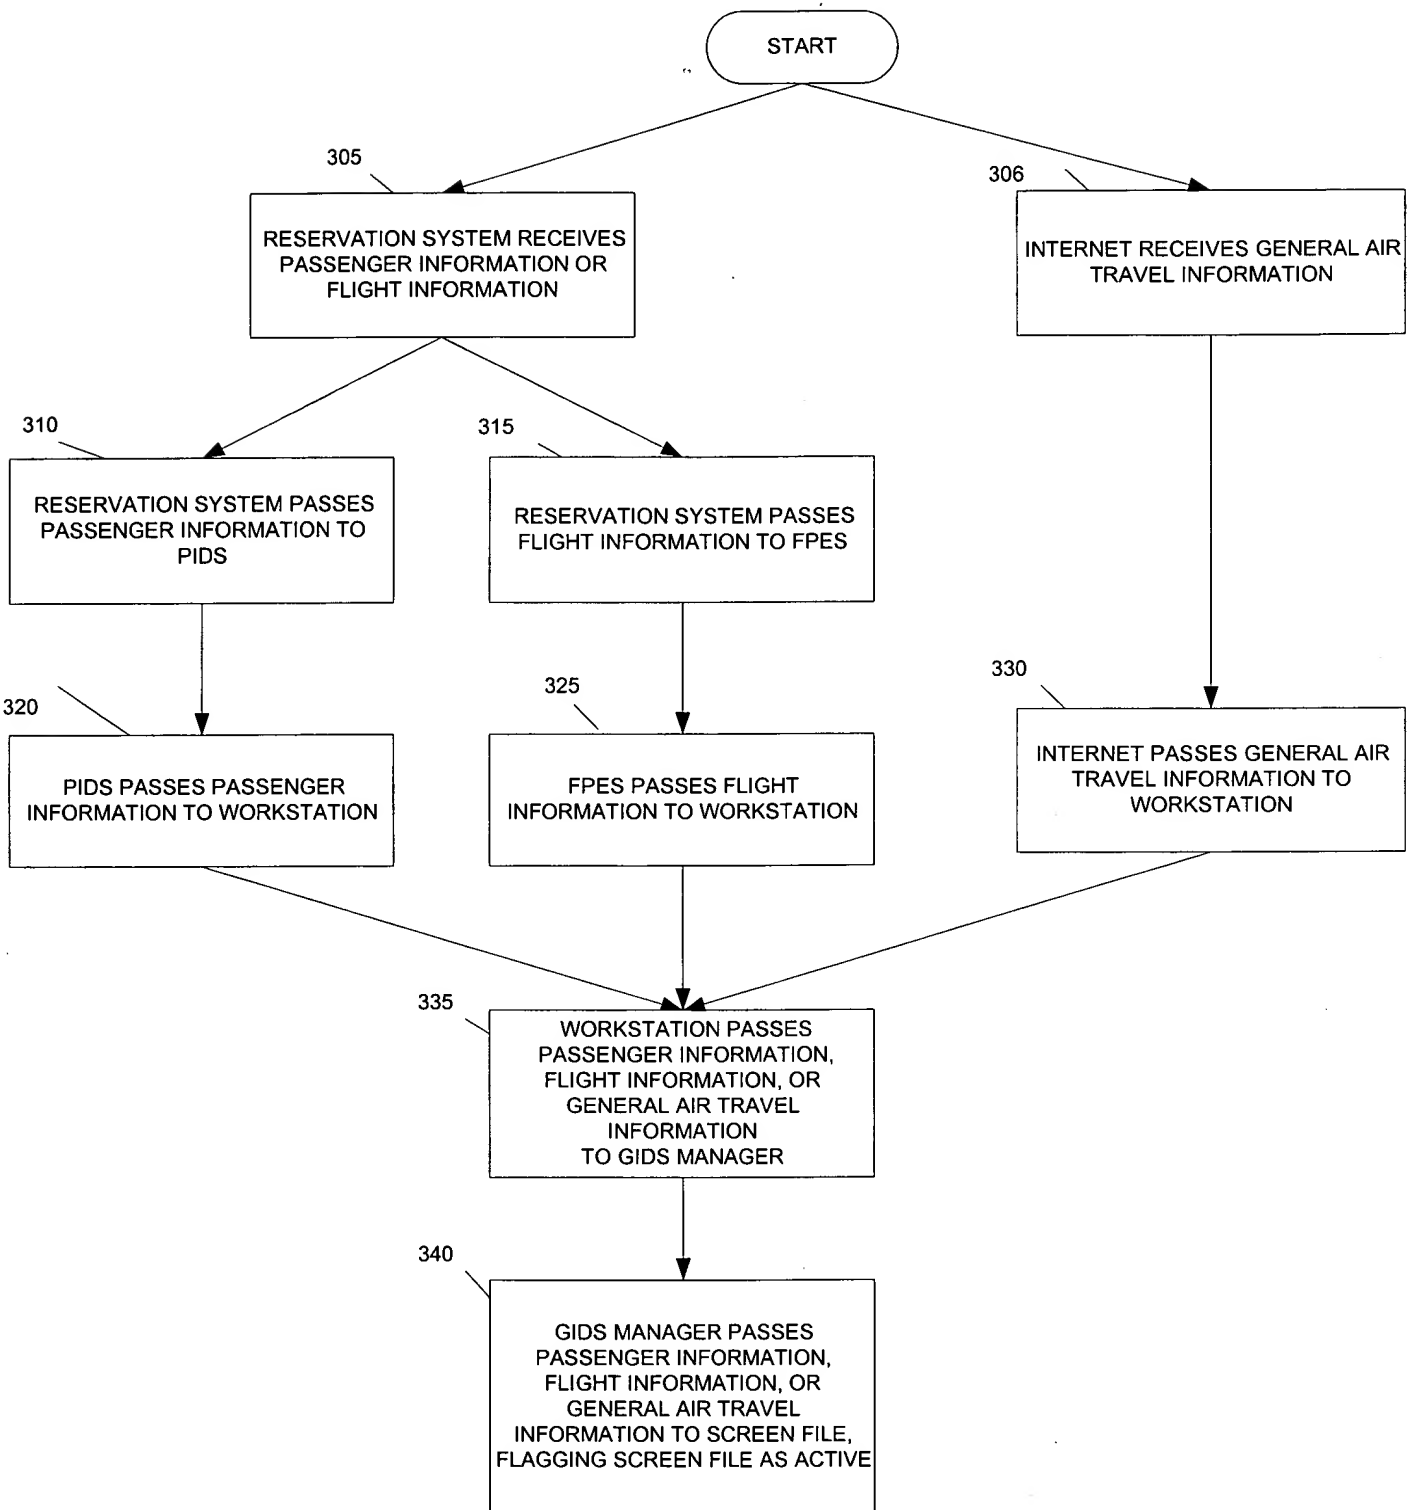 START
305
306
RESERVATION SYSTEM RECEIVES
PASSENGER INFORMATION OR
FLIGHT INFORMATION
INTERNET RECEIVES GENERAL AIR
TRAVEL INFORMATION
310
315
RESERVATION SYSTEM PASSES
PASSENGER INFORMATION TO
PIDS
RESERVATION SYSTEM PASSES
FLIGHT INFORMATION TO FPES
320
325
330
PIDS PASSES PASSENGER
INFORMATION TO WORKSTATION
FPES PASSES FLIGHT
INFORMATION TO WORKSTATION
INTERNET PASSES GENERAL AIR
TRAVEL INFORMATION TO
WORKSTATION
335
WORKSTATION PASSES
PASSENGER INFORMATION,
FLIGHT INFORMATION, OR
GENERAL AIR TRAVEL
INFORMATION
TO GIDS MANAGER
340
GIDS MANAGER PASSES
PASSENGER INFORMATION,
FLIGHT INFORMATION, OR
GENERAL AIR TRAVEL
INFORMATION TO SCREEN FILE,
FLAGGING SCREEN FILE AS ACTIVE